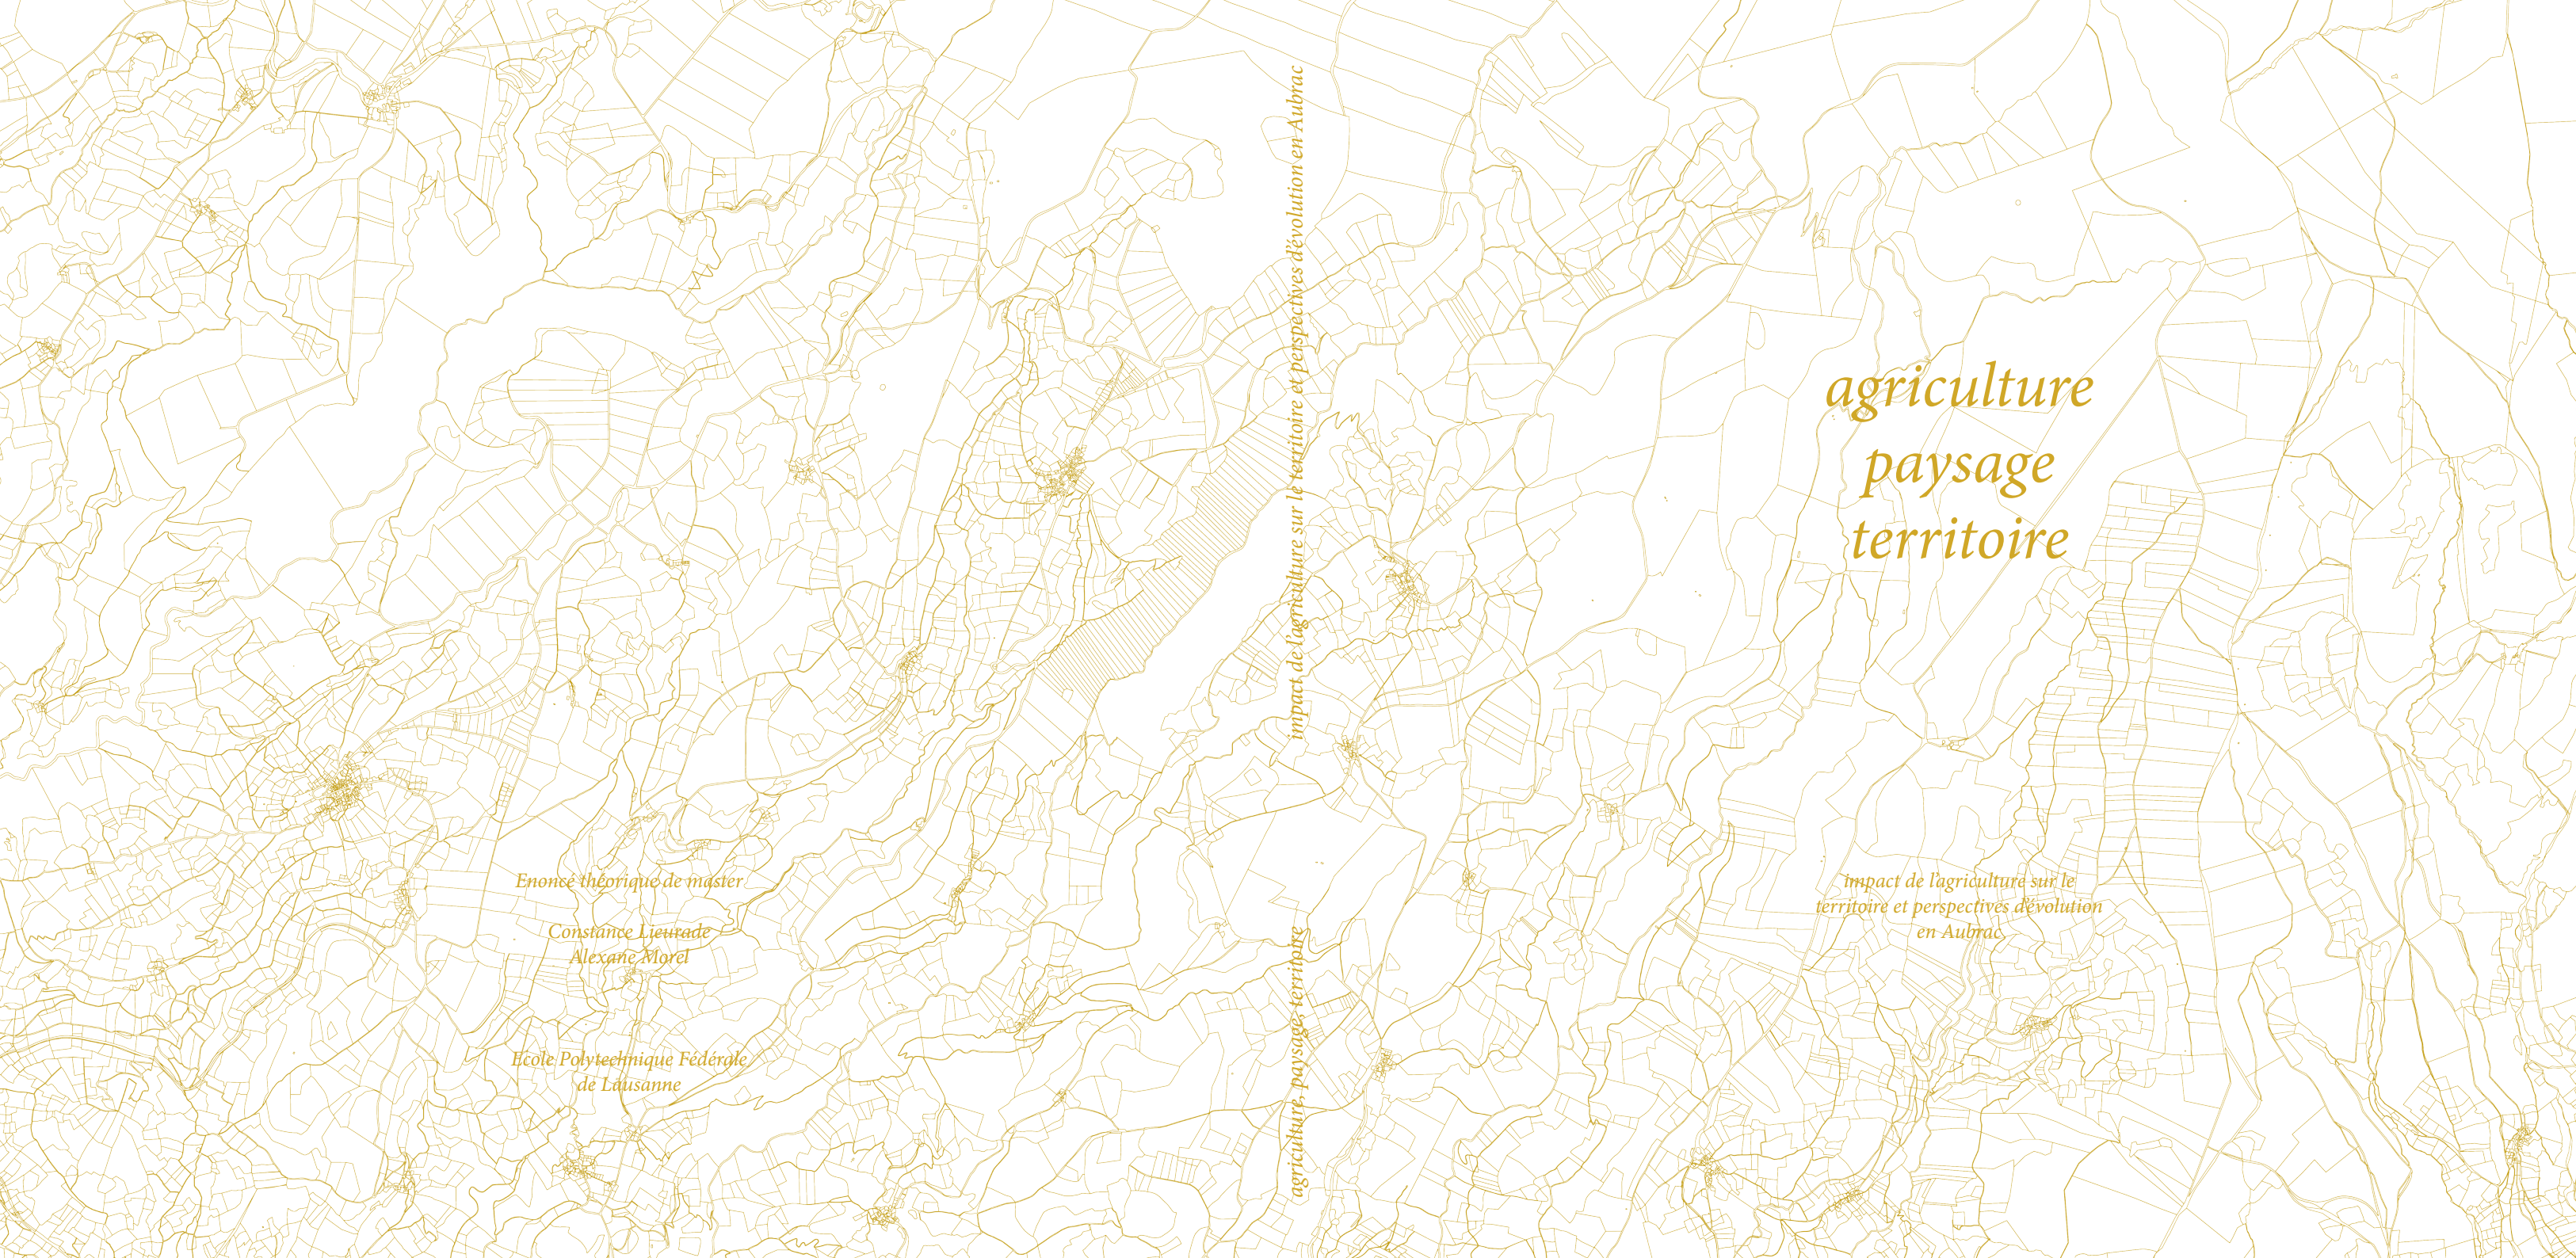 Enoncé théorique de master
Constance Lieurade
Alexane Morel
Ecole Polytechnique Fédérale
de Lausanne
agriculture, paysage, territoire
impact de l'agriculture sur le territoire et perspectives d'évolution en Aubrac
agriculture
paysage
territoire
impact de l'agriculture sur le
territoire et perspectives d'évolution
en Aubrac